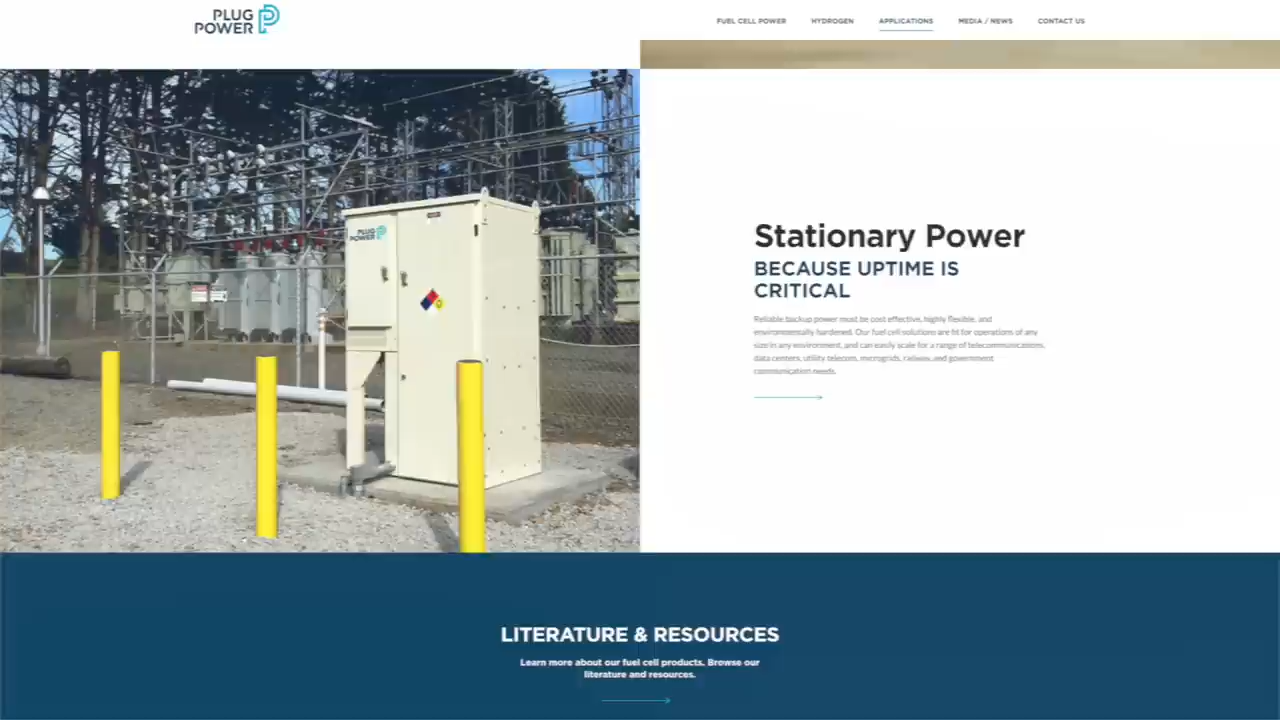 PLUG
POWER
FUEL CELL POWER
HYDROGEN
APPLICATIONS
MEDIA / NEWS
CONTACT US
PLUG
POWER
Stationary Power
BECAUSE UPTIME IS
CRITICAL
Reliable backup power must be cost effective, highly flexible, and
environmentally hardened. Our fuel cell solutions are fit for operations of any
size in any environment, and can easily scale for a range of telecommunications,
data centers, utility telecom, microgrids, railway, and government
communication needs.
LITERATURE & RESOURCES
Learn more about our fuel cell products. Browse our
literature and resources.